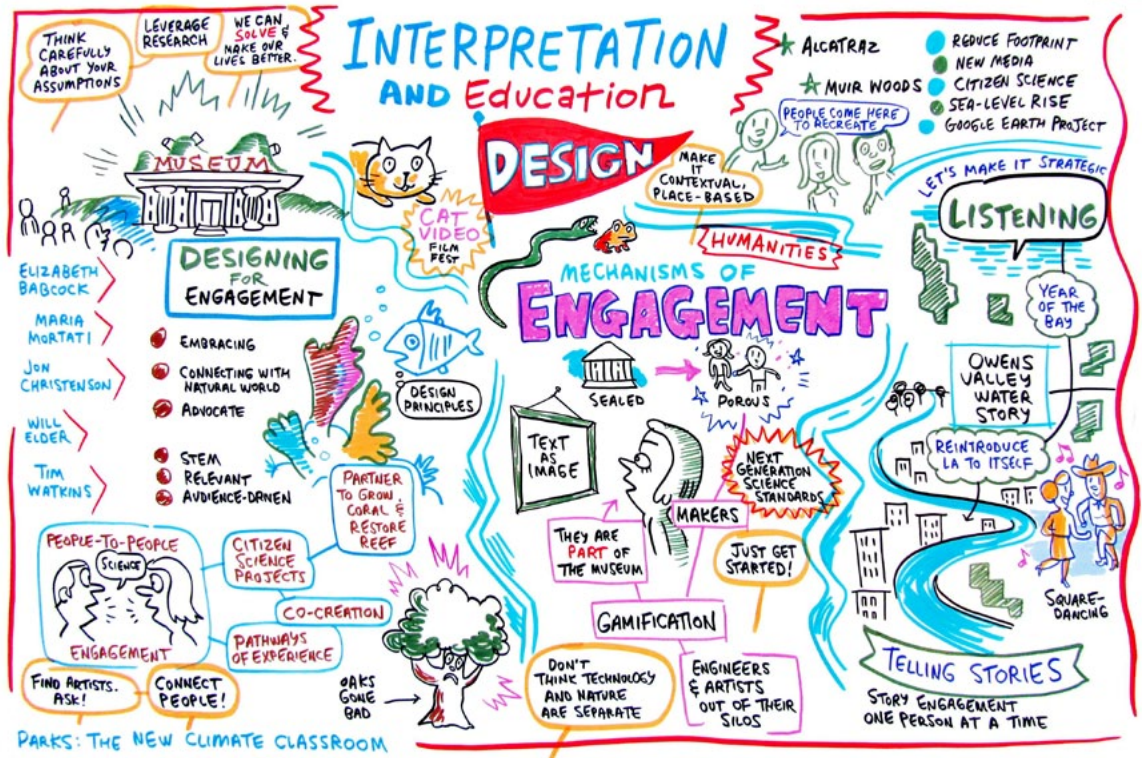 THINK
CAREFULLY
ABOUT YOUR
ASSUMPTIONS
LEVERAGE
RESEARCH
WE CAN
SOLVE &
MAKE OUR
LIVES BETTER.
INTERPRETATION
AND EDUCATION
ALCATRAZ
MUIR WOODS
REDUCE FOOTPRINT
NEW MEDIA
CITIZEN SCIENCE
SEA-LEVEL RISE
GOOGLE EARTH PROJECT
PEOPLE COME HERE
TO RECREATE
MUSEUM
DESIGN
MAKE
IT
CONTEXTUAL,
PLACE-BASED
LET'S MAKE IT STRATEGIC
LISTENING
CAT
VIDEO
FILM
FEST
HUMANITIES
DESIGNING
FOR
ENGAGEMENT
MECHANISMS OF
ENGAGEMENT
YEAR
OF THE
BAY
ELIZABETH
BABCOCK
MARIA
MORTATI
JON
CHRISTENSON
WILL
ELDER
TIM
WATKINS
EMBRACING
CONNECTING WITH
NATURAL WORLD
ADVOCATE
STEM
RELEVANT
AUDIENCE-DRIVEN
DESIGN
PRINCIPLES
SEALED
POROUS
OWENS
VALLEY
WATER
STORY
REINTRODUCE
LA TO ITSELF
TEXT
AS
IMAGE
NEXT
GENERATION
SCIENCE
STANDARDS
PARTNER
TO GROW
CORAL &
RESTORE
REEF
MAKERS
THEY ARE
PART OF
THE MUSEUM
JUST GET
STARTED!
PEOPLE-TO-PEOPLE
SCIENCE
ENGAGEMENT
CITIZEN
SCIENCE
PROJECTS
CO-CREATION
PATHWAYS
OF EXPERIENCE
GAMIFICATION
SQUARE-
DANCING
FIND ARTISTS.
ASK!
CONNECT
PEOPLE!
OAKS
GONE
BAD
DON'T
THINK TECHNOLOGY
AND NATURE
ARE SEPARATE
ENGINEERS
& ARTISTS
OUT OF THEIR
SILOS
TELLING STORIES
STORY ENGAGEMENT
ONE PERSON AT A TIME
PARKS: THE NEW CLIMATE CLASSROOM